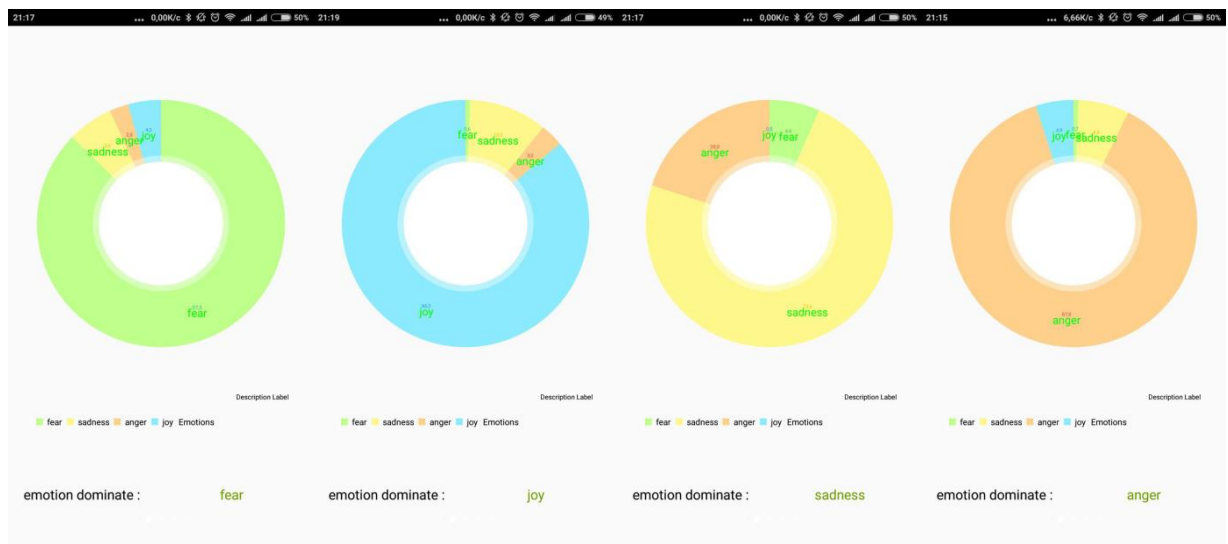 21:17 ... 0,00K/c 50%
21:19 ... 0,00K/c 49%
21:17 ... 0,00K/c 50%
21:15 ... 6,66K/c 50%
joy
anger
sadness
fear
fear
sadness
anger
joy
joy fear
anger
sadness
joy
fear
sadness
anger
Description Label
Description Label
Description Label
Description Label
fear sadness anger joy Emotions
fear sadness anger joy Emotions
fear sadness anger joy Emotions
fear sadness anger joy Emotions
emotion dominate : fear
emotion dominate : joy
emotion dominate : sadness
emotion dominate : anger